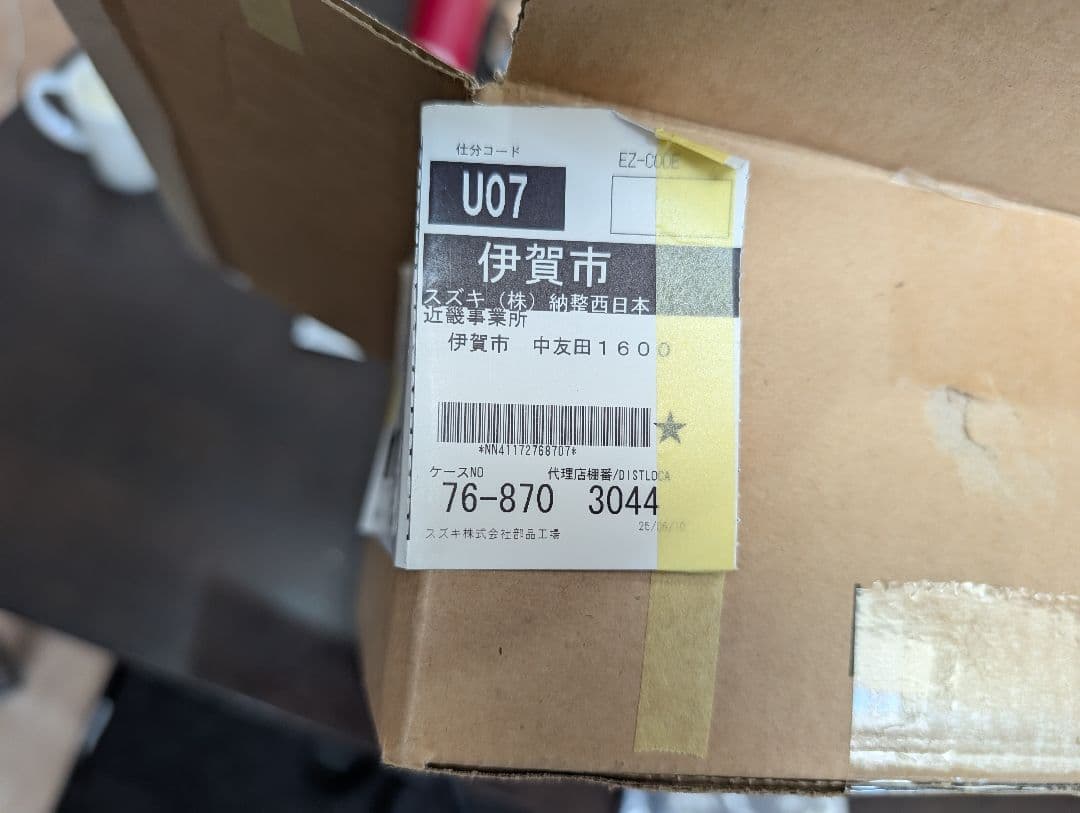 仕分コード
EZ-CODE
U07
伊賀市
スズキ（株）納整西日本
近畿事業所
伊賀市　中友田１６００
*NN41172768707*
ケースNO
代理店棚番/DISTLOCA
76-870
3044
スズキ株式会社部品工場